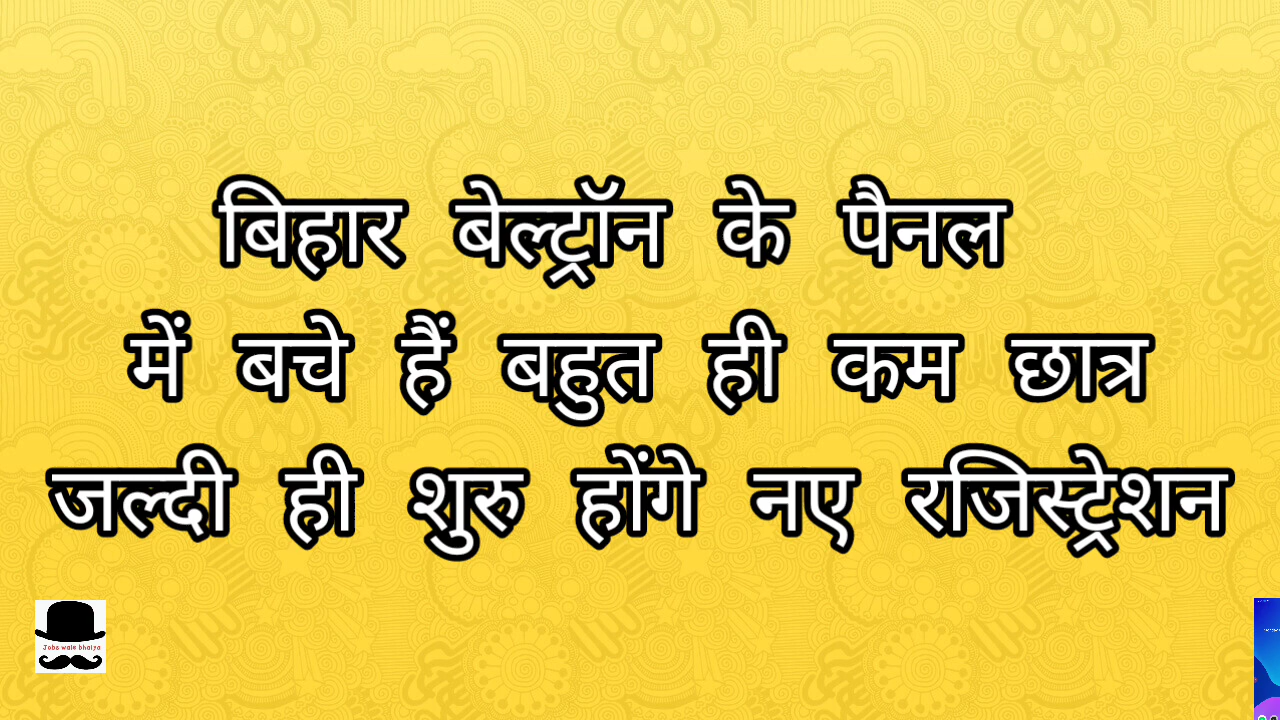 बिहार बेल्ट्रॉन के पैनल
में बचे हैं बहुत ही कम छात्र
जल्दी ही शुरु होंगे नए रजिस्ट्रेशन
Jobs wale bhaiya